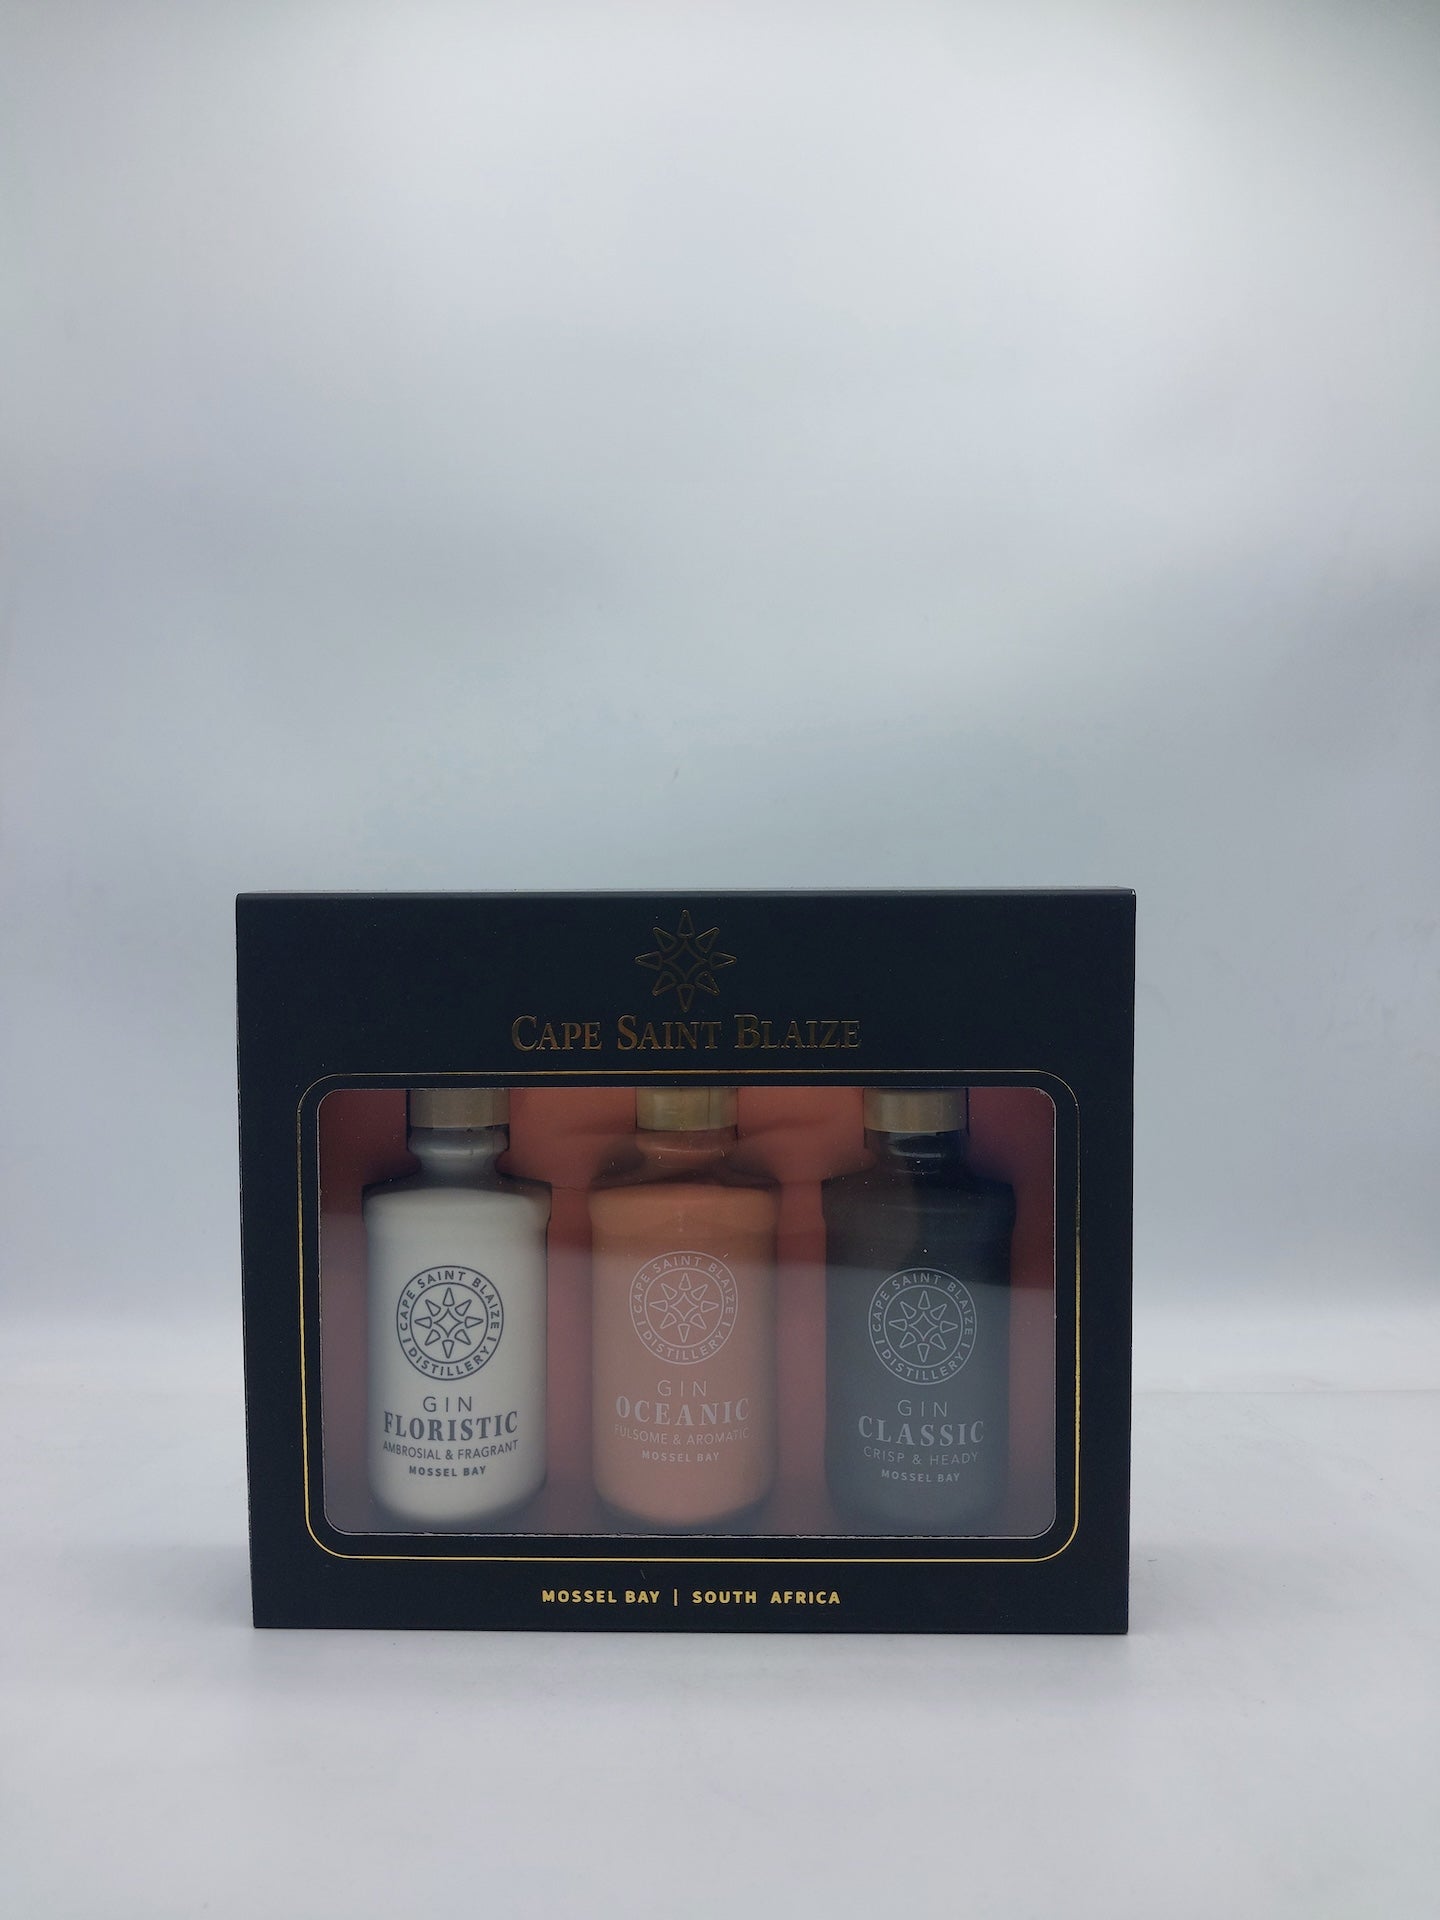 CAPE SAINT BLAIZE
CAPE SAINT BLAIZE
DISTILLERY
GIN
FLORISTIC
AMBROSIAL & FRAGRANT
MOSSEL BAY
CAPE SAINT BLAIZE
DISTILLERY
GIN
OCEANIC
FULSOME & AROMATIC
MOSSEL BAY
CAPE SAINT BLAIZE
DISTILLERY
GIN
CLASSIC
CRISP & HEADY
MOSSEL BAY
MOSSEL BAY | SOUTH AFRICA